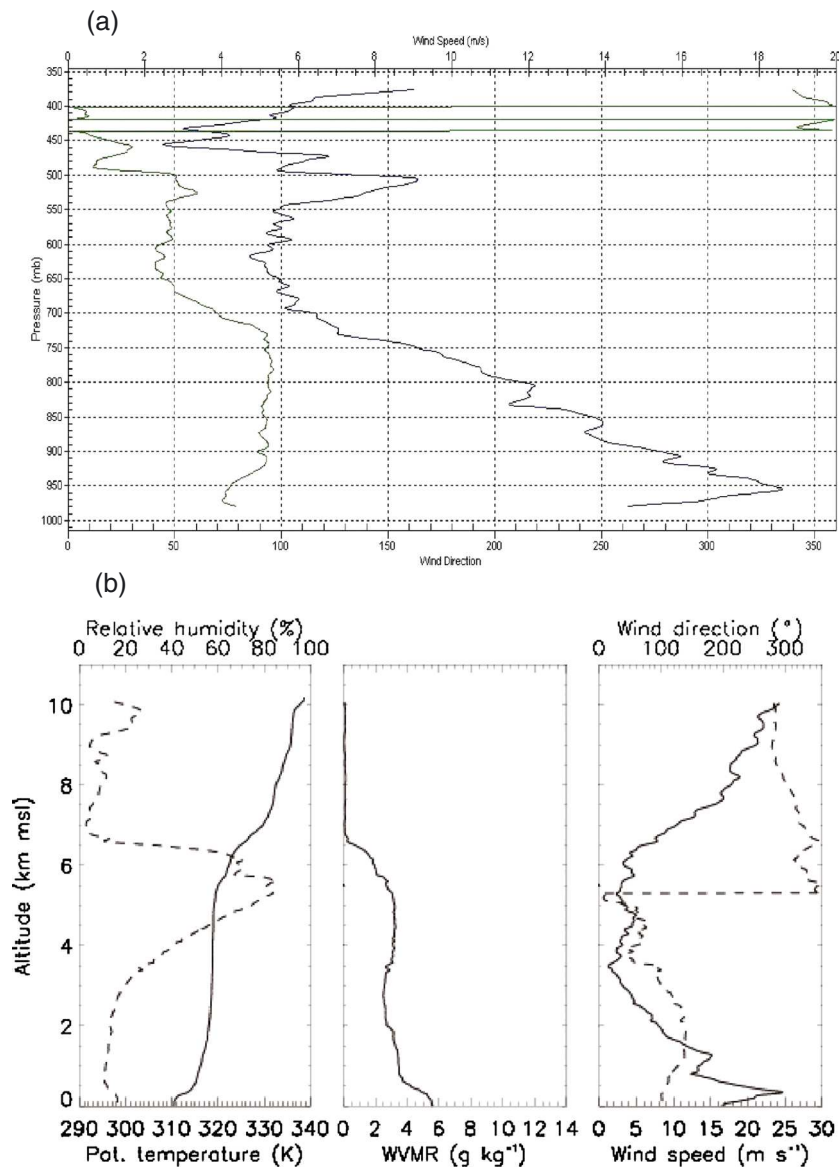 (a)
Wind Speed (m/s)
0 2 4 6 8 10 12 14 16 18 20
350
400
450
500
550
600
650
700
750
800
850
900
950
1000
Pressure (mb)
0 50 100 150 200 250 300 350
Wind Direction
(b)
Relative humidity (%)
0 20 40 60 80 100
Wind direction (°)
0 100 200 300
10
8
6
4
2
0
Altitude (km msl)
290 300 310 320 330 340
Pot. temperature (K)
0 2 4 6 8 10 12 14
WVMR (g kg⁻¹)
0 5 10 15 20 25 30
Wind speed (m s⁻¹)